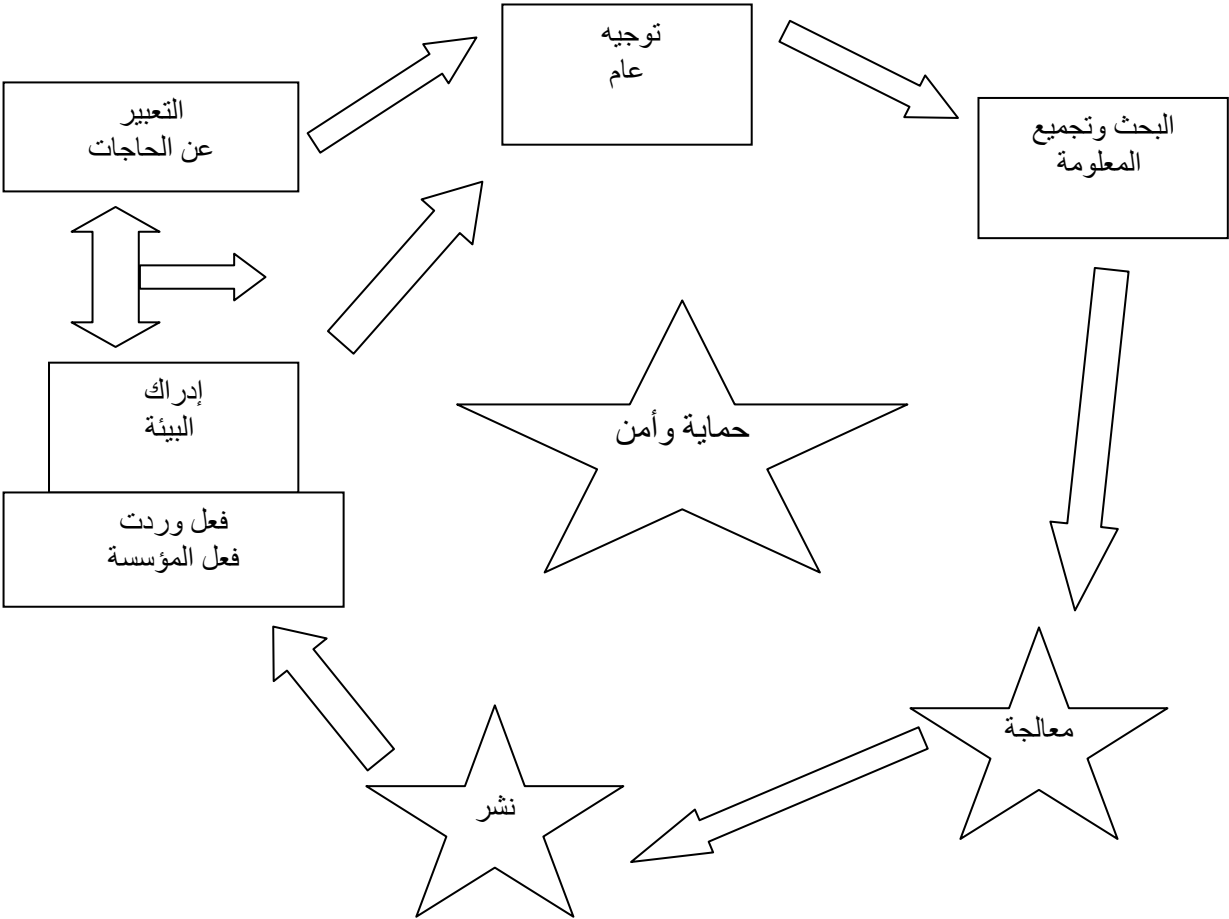 توجيه
عام
التعبير
عن الحاجات
البحث وتجميع
المعلومة
إدراك
البيئة
حماية وأمن
فعل وردت
فعل المؤسسة
معالجة
نشر